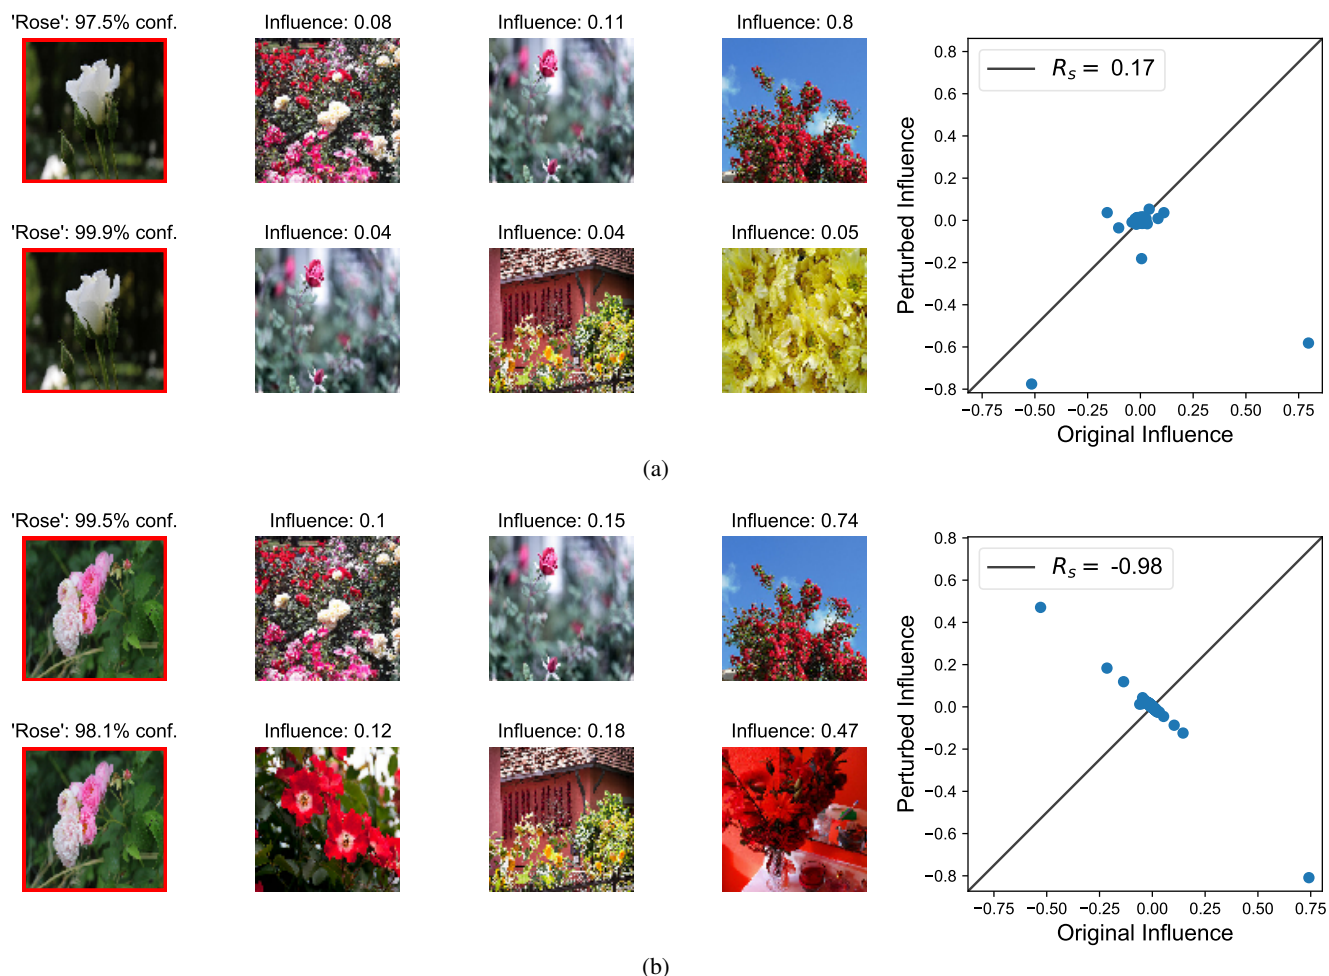 'Rose': 97.5% conf.
Influence: 0.08
Influence: 0.11
Influence: 0.8
'Rose': 99.9% conf.
Influence: 0.04
Influence: 0.04
Influence: 0.05
Rs = 0.17
0.8
0.6
0.4
0.2
0.0
−0.2
−0.4
−0.6
−0.8
Perturbed Influence
−0.75 −0.50 −0.25 0.00 0.25 0.50 0.75
Original Influence
(a)
'Rose': 99.5% conf.
Influence: 0.1
Influence: 0.15
Influence: 0.74
'Rose': 98.1% conf.
Influence: 0.12
Influence: 0.18
Influence: 0.47
Rs = -0.98
0.8
0.6
0.4
0.2
0.0
−0.2
−0.4
−0.6
−0.8
Perturbed Influence
−0.75 −0.50 −0.25 0.00 0.25 0.50 0.75
Original Influence
(b)